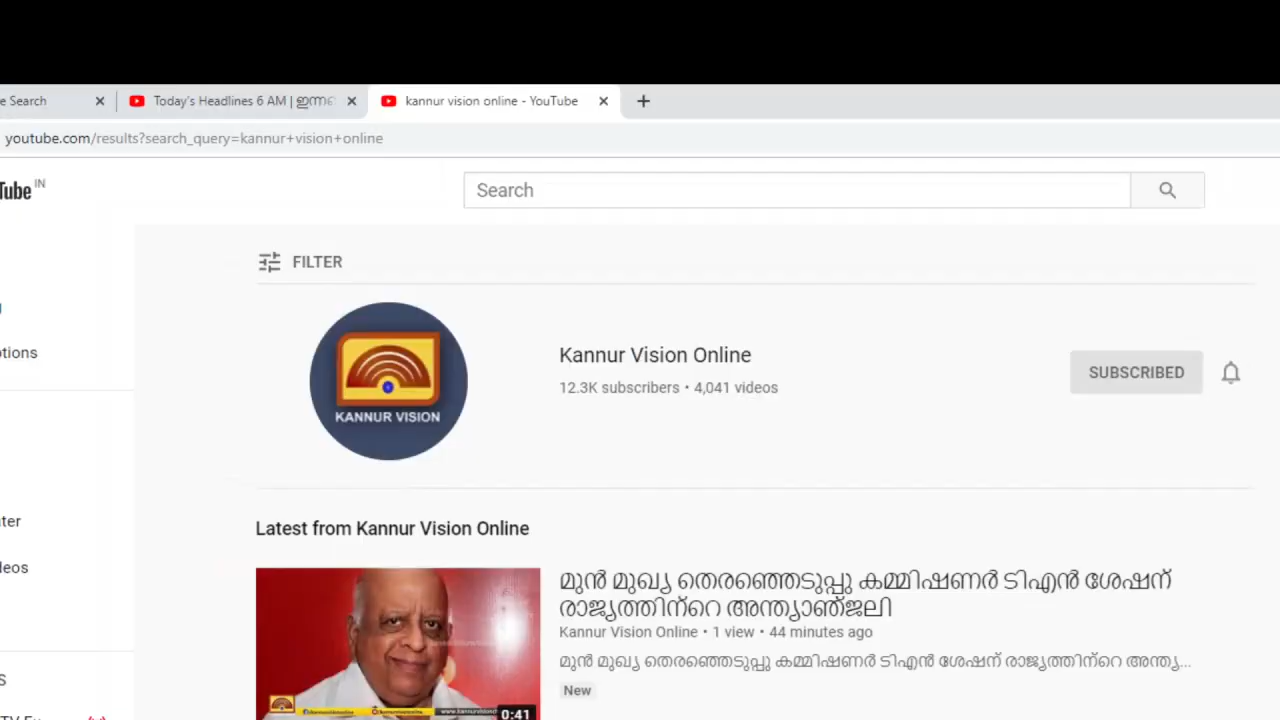 e Search
Today's Headlines 6 AM | ഇന്നത
kannur vision online - YouTube
youtube.com/results?search_query=kannur+vision+online
Tube IN
Search
FILTER
KANNUR VISION
Kannur Vision Online
12.3K subscribers • 4,041 videos
SUBSCRIBED
otions
ter
leos
Latest from Kannur Vision Online
മുൻ മുഖ്യ തെരഞ്ഞെടുപ്പു കമ്മിഷണർ ടിഎൻ ശേഷന്
രാജ്യത്തിന്റെ അന്ത്യാഞ്ജലി
Kannur Vision Online • 1 view • 44 minutes ago
മുൻ മുഖ്യ തെരഞ്ഞെടുപ്പു കമ്മിഷണർ ടിഎൻ ശേഷന് രാജ്യത്തിന്റെ അന്ത്യ...
New
0:41
S